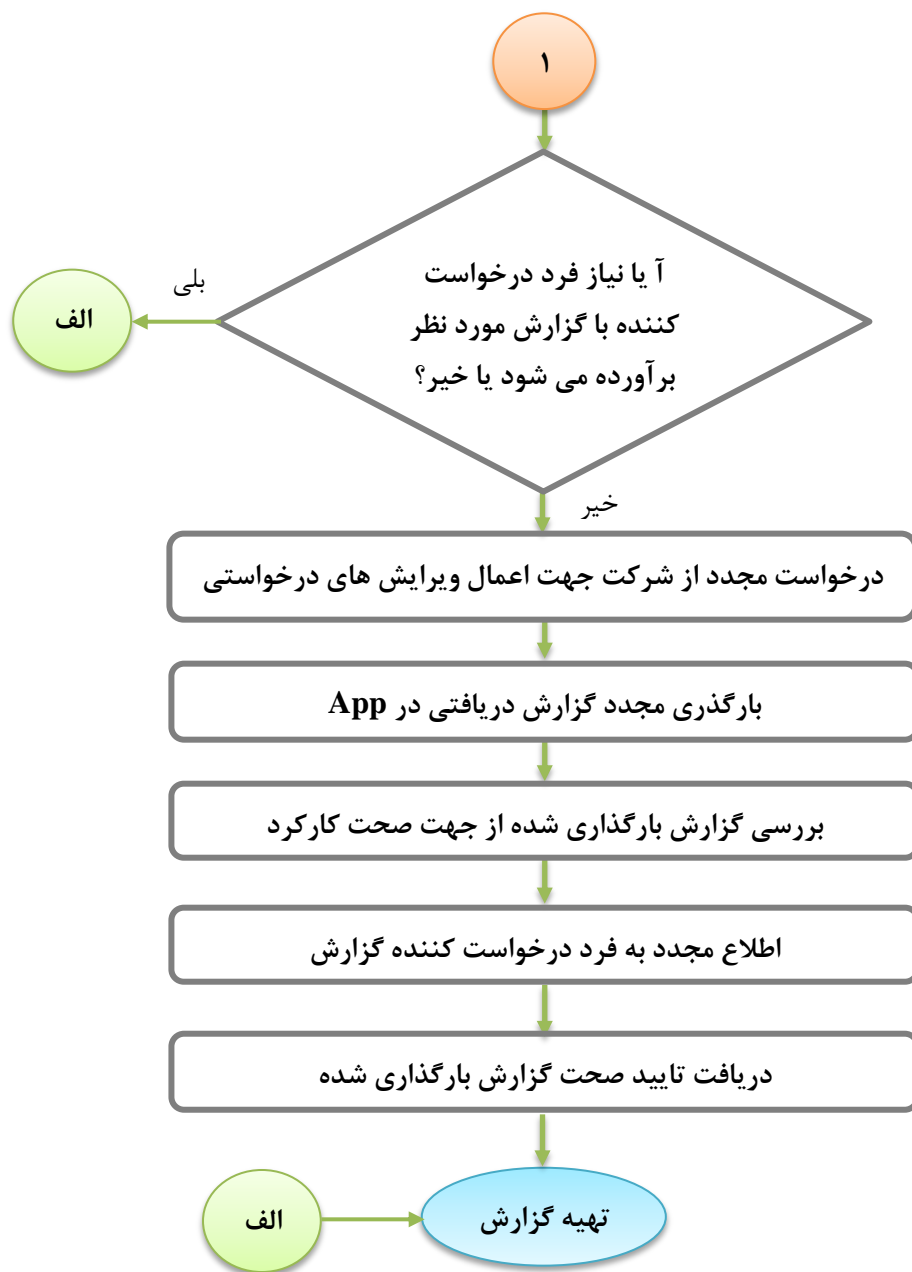 ۱
آ یا نیاز فرد درخواست
کننده با گزارش مورد نظر
برآورده می شود یا خیر؟
بلی
الف
خیر
درخواست مجدد از شرکت جهت اعمال ویرایش های درخواستی
بارگذری مجدد گزارش دریافتی در App
بررسی گزارش بارگذاری شده از جهت صحت کارکرد
اطلاع مجدد به فرد درخواست کننده گزارش
دریافت تایید صحت گزارش بارگذاری شده
تهیه گزارش
الف